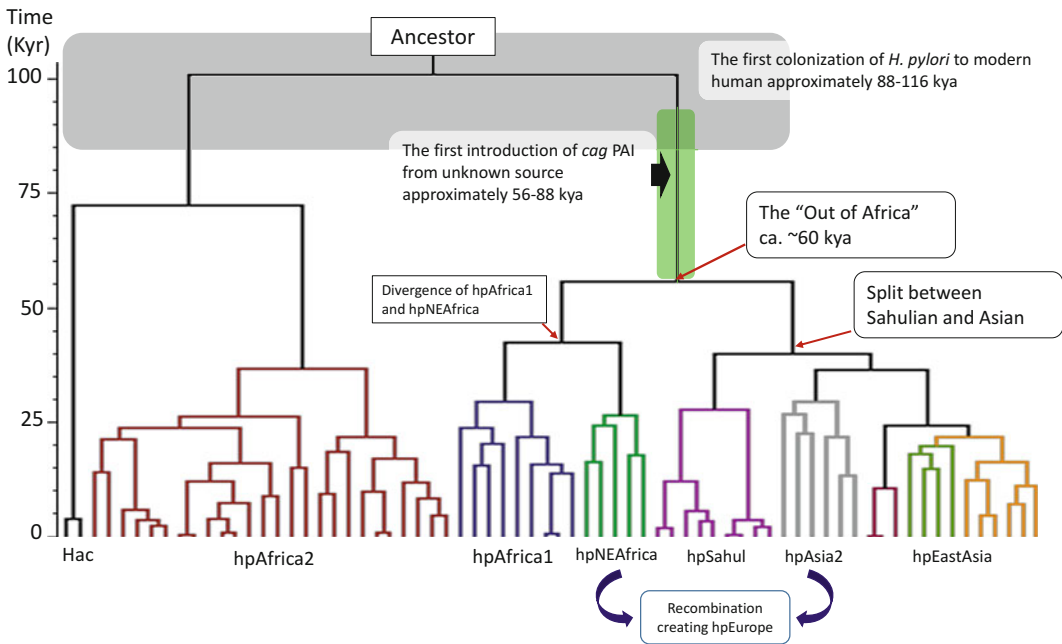 Time
(Kyr)
Ancestor
The first colonization of H. pylori to modern
human approximately 88-116 kya
100
The first introduction of cag PAI
from unknown source
approximately 56-88 kya
75
The “Out of Africa”
ca. ~60 kya
Divergence of hpAfrica1
and hpNEAfrica
Split between
Sahulian and Asian
50
25
0
Hac
hpAfrica2
hpAfrica1
hpNEAfrica
hpSahul
hpAsia2
hpEastAsia
Recombination
creating hpEurope